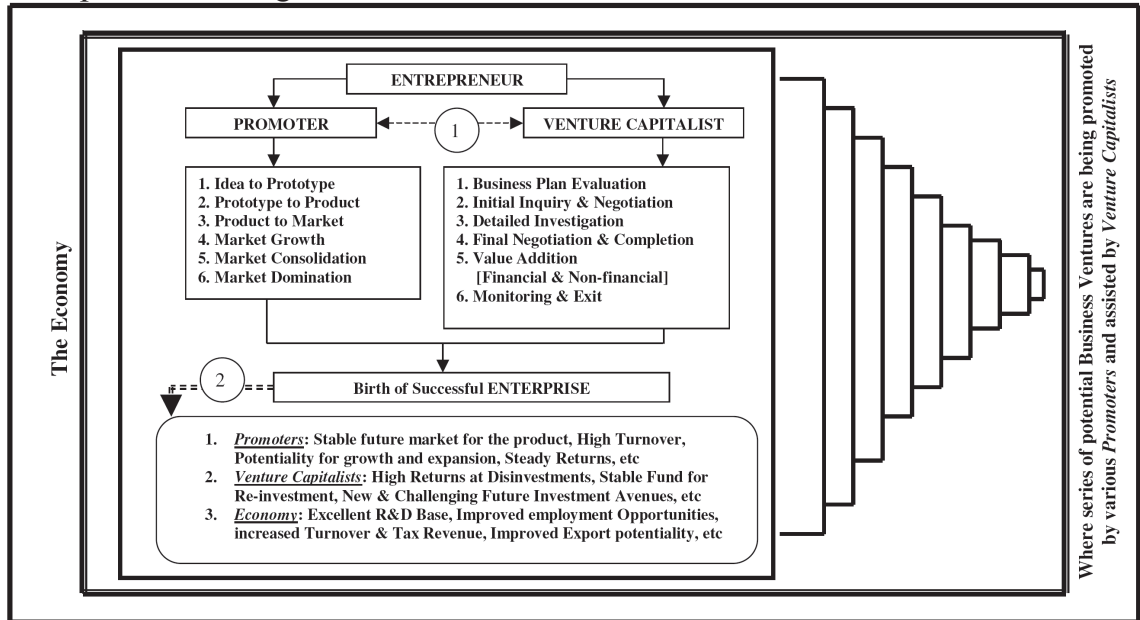 ENTREPRENEUR
PROMOTER
1
VENTURE CAPITALIST
1. Idea to Prototype
2. Prototype to Product
3. Product to Market
4. Market Growth
5. Market Consolidation
6. Market Domination
1. Business Plan Evaluation
2. Initial Inquiry & Negotiation
3. Detailed Investigation
4. Final Negotiation & Completion
5. Value Addition
[Financial & Non-financial]
6. Monitoring & Exit
2
Birth of Successful ENTERPRISE
1. Promoters: Stable future market for the product, High Turnover,
Potentiality for growth and expansion, Steady Returns, etc
2. Venture Capitalists: High Returns at Disinvestments, Stable Fund for
Re-investment, New & Challenging Future Investment Avenues, etc
3. Economy: Excellent R&D Base, Improved employment Opportunities,
increased Turnover & Tax Revenue, Improved Export potentiality, etc
The Economy
Where series of potential Business Ventures are being promoted
by various Promoters and assisted by Venture Capitalists